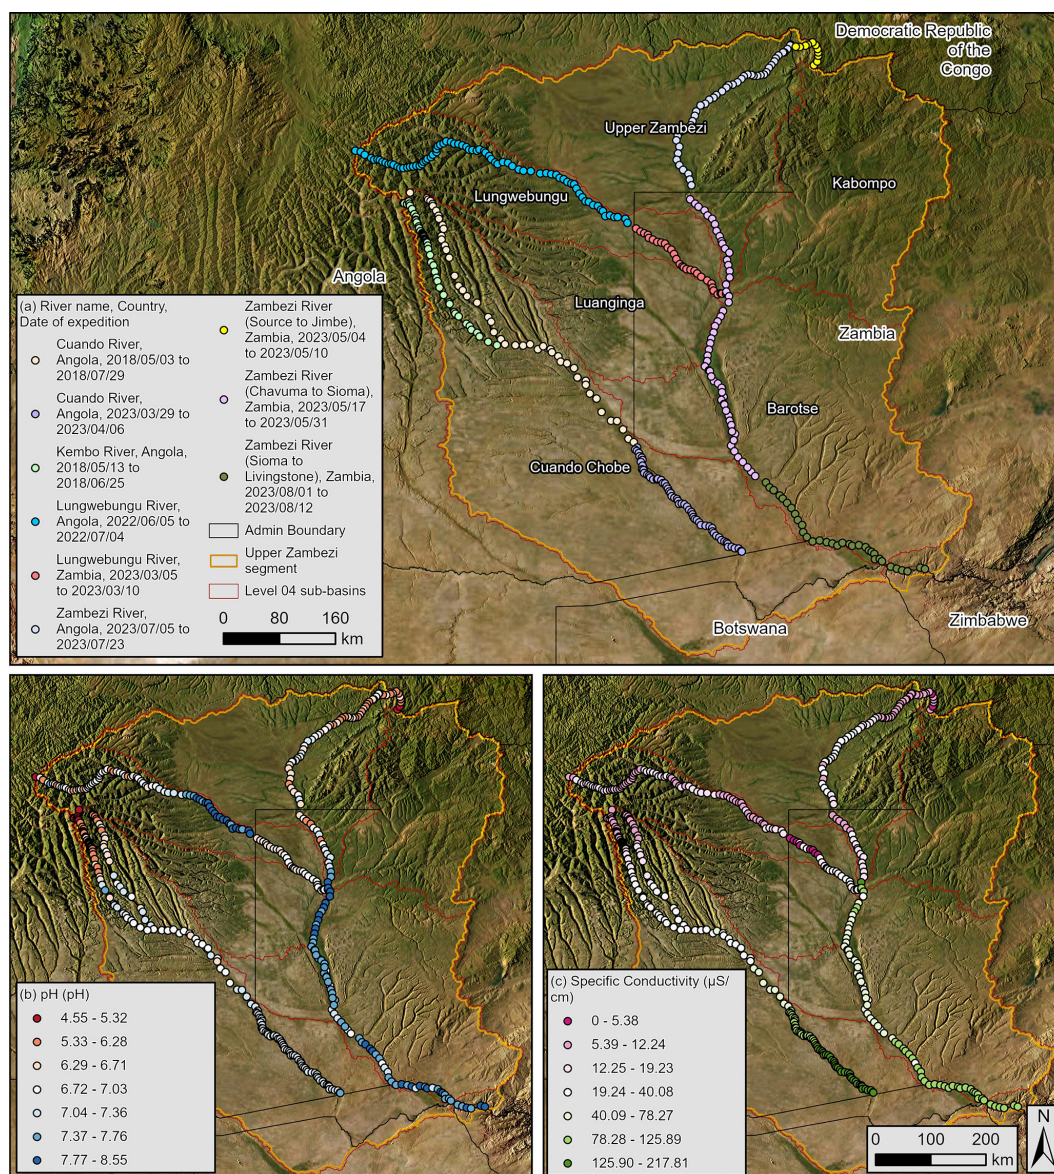 Democratic Republic
of the
Congo
Upper Zambezi
Kabompo
Lungwebungu
Angola
Luanginga
Zambia
Barotse
Cuando Chobe
Botswana
Zimbabwe
(a) River name, Country,
Date of expedition
Cuando River,
Angola, 2018/05/03 to
2018/07/29
Cuando River,
Angola, 2023/03/29 to
2023/04/06
Kembo River, Angola,
2018/05/13 to
2018/06/25
Lungwebungu River,
Angola, 2022/06/05 to
2022/07/04
Lungwebungu River,
Zambia, 2023/03/05
to 2023/03/10
Zambezi River,
Angola, 2023/07/05 to
2023/07/23
Zambezi River
(Source to Jimbe),
Zambia, 2023/05/04
to 2023/05/10
Zambezi River
(Chavuma to Sioma),
Zambia, 2023/05/17
to 2023/05/31
Zambezi River
(Sioma to
Livingstone), Zambia,
2023/08/01 to
2023/08/12
Admin Boundary
Upper Zambezi
segment
Level 04 sub-basins
0 80 160
km
(b) pH (pH)
4.55 - 5.32
5.33 - 6.28
6.29 - 6.71
6.72 - 7.03
7.04 - 7.36
7.37 - 7.76
7.77 - 8.55
(c) Specific Conductivity (µS/
cm)
0 - 5.38
5.39 - 12.24
12.25 - 19.23
19.24 - 40.08
40.09 - 78.27
78.28 - 125.89
125.90 - 217.81
0 100 200
km
N